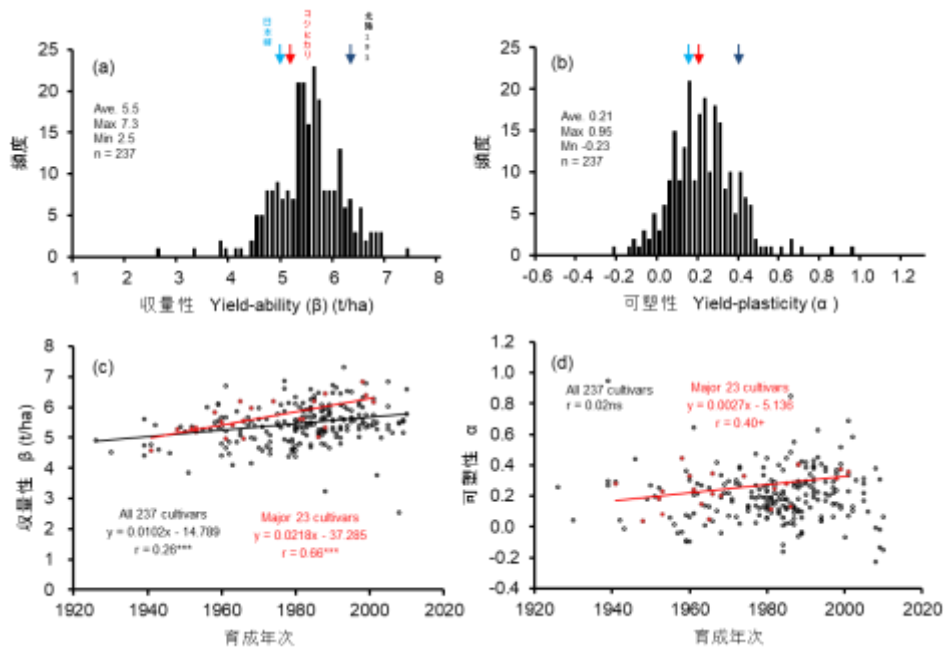 日本晴
コシヒカリ
北陸193
(a)
Ave. 5.5
Max 7.3
Min 2.5
n = 237
頻度
25
20
15
10
5
0
1 2 3 4 5 6 7 8
収量性 Yield-ability (β) (t/ha)
(b)
Ave. 0.21
Max 0.95
Mn -0.23
n = 237
頻度
25
20
15
10
5
0
-0.6 -0.4 -0.2 0.0 0.2 0.4 0.6 0.8 1.0 1.2
可塑性 Yield-plasticity (α )
(c)
収量性 β (t/ha)
8
7
6
5
4
3
2
1
0
All 237 cultivars
y = 0.0102x - 14.789
r = 0.26***
Major 23 cultivars
y = 0.0218x - 37.285
r = 0.66***
1920 1940 1960 1980 2000 2020
育成年次
(d)
可塑性 α
1.2
1.0
0.8
0.6
0.4
0.2
0.0
-0.2
-0.4
All 237 cultivars
r = 0.02ns
Major 23 cultivars
y = 0.0027x - 5.136
r = 0.40+
1920 1940 1960 1980 2000 2020
育成年次